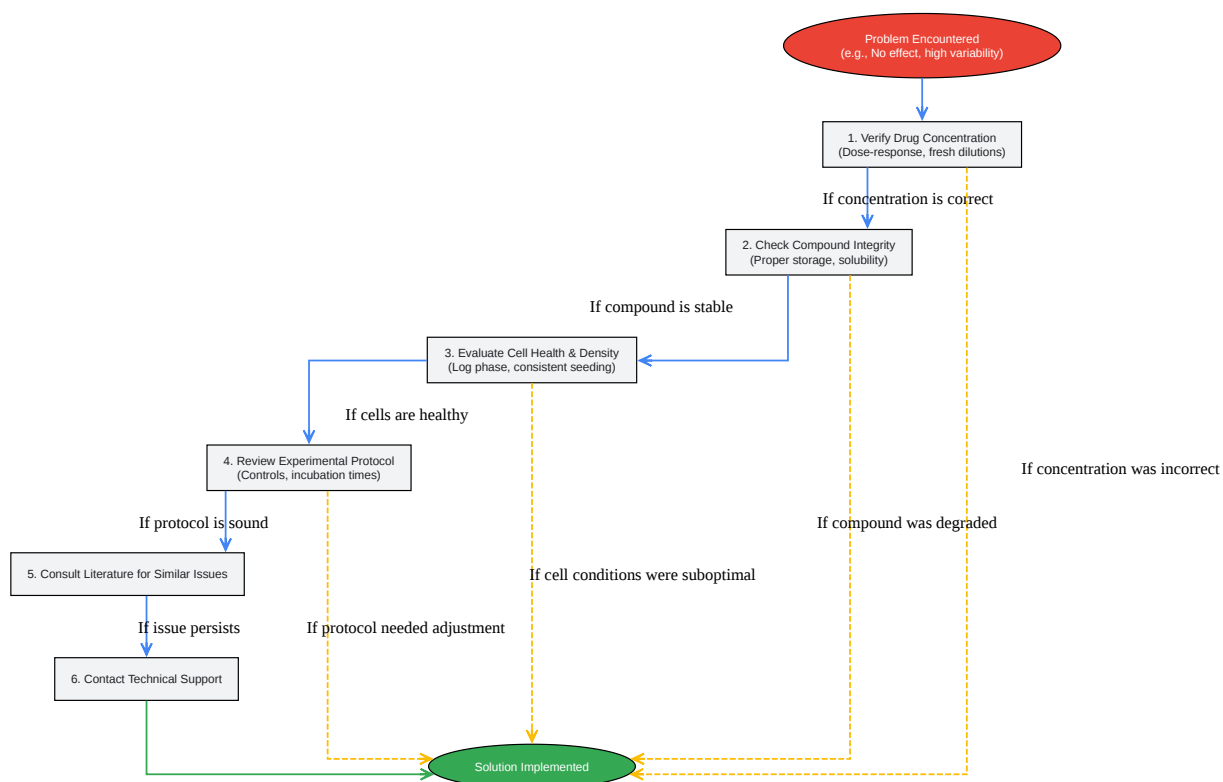 Problem Encountered
(e.g., No effect, high variability)
1. Verify Drug Concentration
(Dose-response, fresh dilutions)
If concentration is correct
2. Check Compound Integrity
(Proper storage, solubility)
If compound is stable
3. Evaluate Cell Health & Density
(Log phase, consistent seeding)
If cells are healthy
4. Review Experimental Protocol
(Controls, incubation times)
If concentration was incorrect
If protocol is sound
If compound was degraded
5. Consult Literature for Similar Issues
If cell conditions were suboptimal
If issue persists
If protocol needed adjustment
6. Contact Technical Support
Solution Implemented